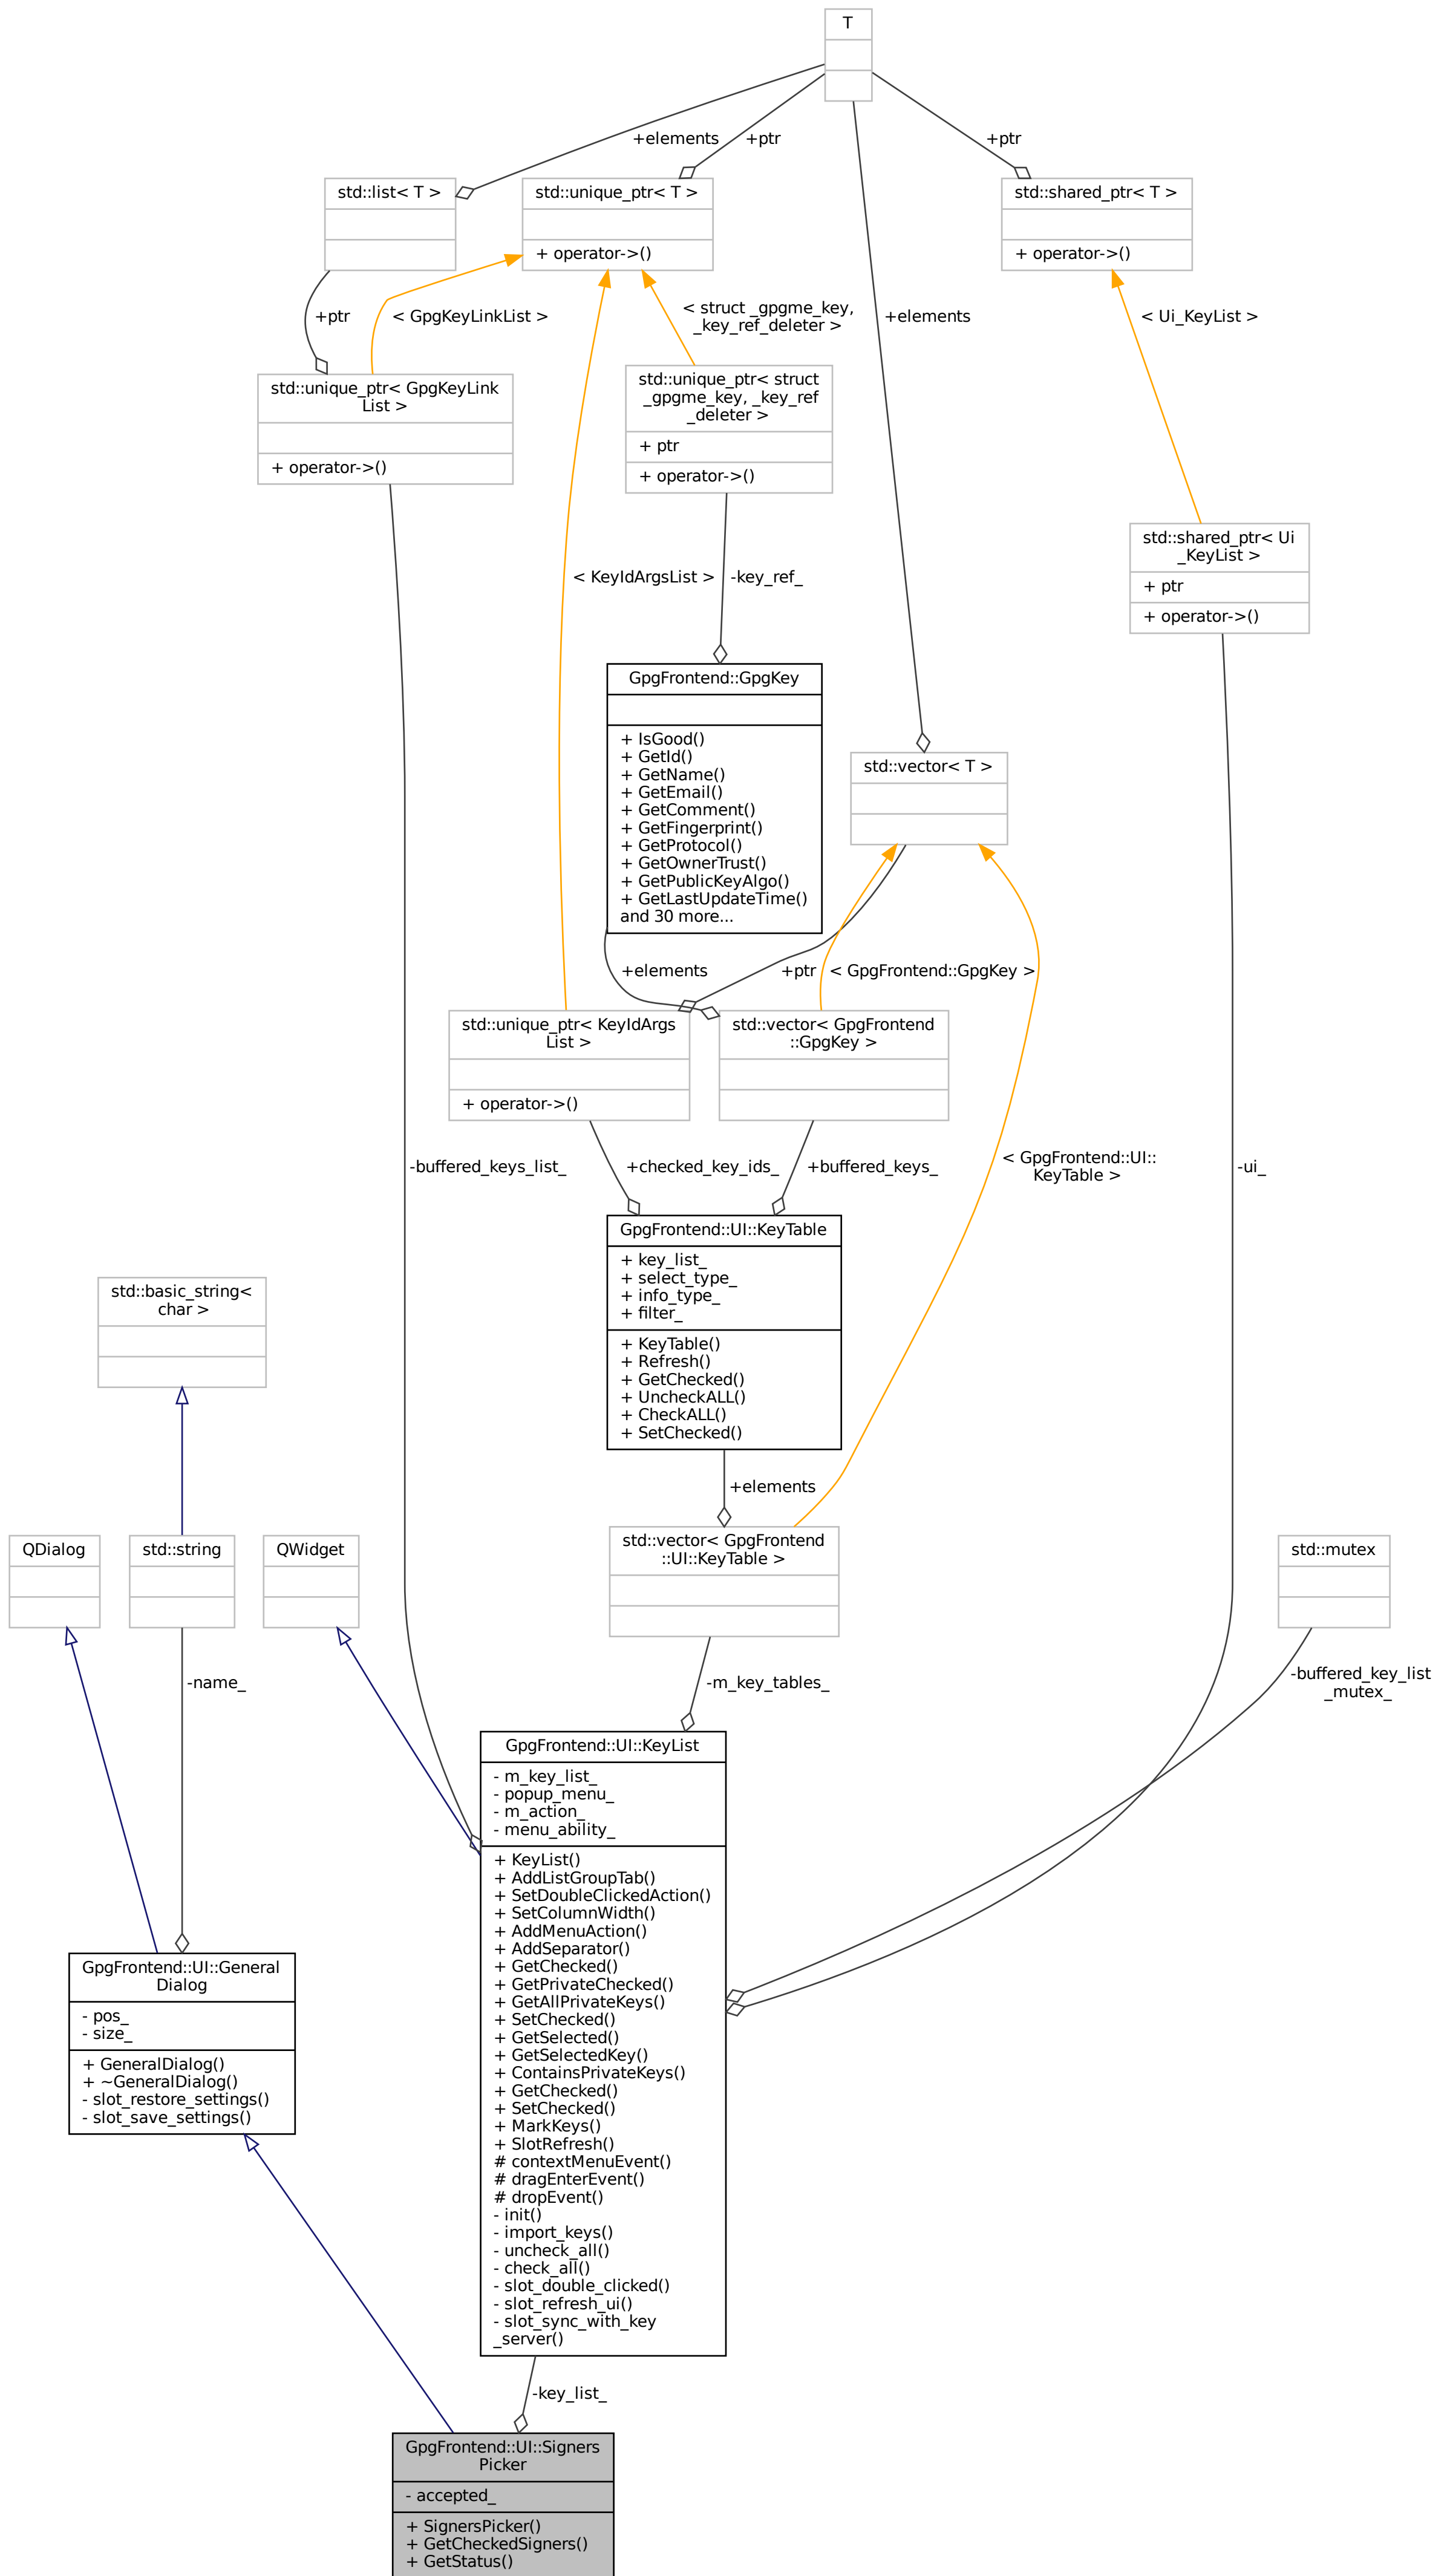 T
+elements
+ptr
+ptr
std::list< T >
std::unique_ptr< T >
+ operator->()
std::shared_ptr< T >
+ operator->()
+ptr
< GpgKeyLinkList >
< struct _gpgme_key,
_key_ref_deleter >
+elements
< Ui_KeyList >
std::unique_ptr< GpgKeyLink
List >
+ operator->()
std::unique_ptr< struct
_gpgme_key, _key_ref
_deleter >
+ ptr
+ operator->()
std::shared_ptr< Ui
_KeyList >
+ ptr
+ operator->()
< KeyIdArgsList >
-key_ref_
GpgFrontend::GpgKey
+ IsGood()
+ GetId()
+ GetName()
+ GetEmail()
+ GetComment()
+ GetFingerprint()
+ GetProtocol()
+ GetOwnerTrust()
+ GetPublicKeyAlgo()
+ GetLastUpdateTime()
and 30 more...
std::vector< T >
+elements
+ptr
< GpgFrontend::GpgKey >
std::unique_ptr< KeyIdArgs
List >
+ operator->()
std::vector< GpgFrontend
::GpgKey >
-buffered_keys_list_
+checked_key_ids_
+buffered_keys_
< GpgFrontend::UI::
KeyTable >
-ui_
GpgFrontend::UI::KeyTable
+ key_list_
+ select_type_
+ info_type_
+ filter_
+ KeyTable()
+ Refresh()
+ GetChecked()
+ UncheckALL()
+ CheckALL()
+ SetChecked()
std::basic_string<
char >
+elements
QDialog
std::string
QWidget
std::vector< GpgFrontend
::UI::KeyTable >
std::mutex
-name_
-m_key_tables_
-buffered_key_list
_mutex_
GpgFrontend::UI::KeyList
- m_key_list_
- popup_menu_
- m_action_
- menu_ability_
+ KeyList()
+ AddListGroupTab()
+ SetDoubleClickedAction()
+ SetColumnWidth()
+ AddMenuAction()
+ AddSeparator()
+ GetChecked()
+ GetPrivateChecked()
+ GetAllPrivateKeys()
+ SetChecked()
+ GetSelected()
+ GetSelectedKey()
+ ContainsPrivateKeys()
+ GetChecked()
+ SetChecked()
+ MarkKeys()
+ SlotRefresh()
# contextMenuEvent()
# dragEnterEvent()
# dropEvent()
- init()
- import_keys()
- uncheck_all()
- check_all()
- slot_double_clicked()
- slot_refresh_ui()
- slot_sync_with_key
_server()
GpgFrontend::UI::General
Dialog
- pos_
- size_
+ GeneralDialog()
+ ~GeneralDialog()
- slot_restore_settings()
- slot_save_settings()
-key_list_
GpgFrontend::UI::Signers
Picker
- accepted_
+ SignersPicker()
+ GetCheckedSigners()
+ GetStatus()